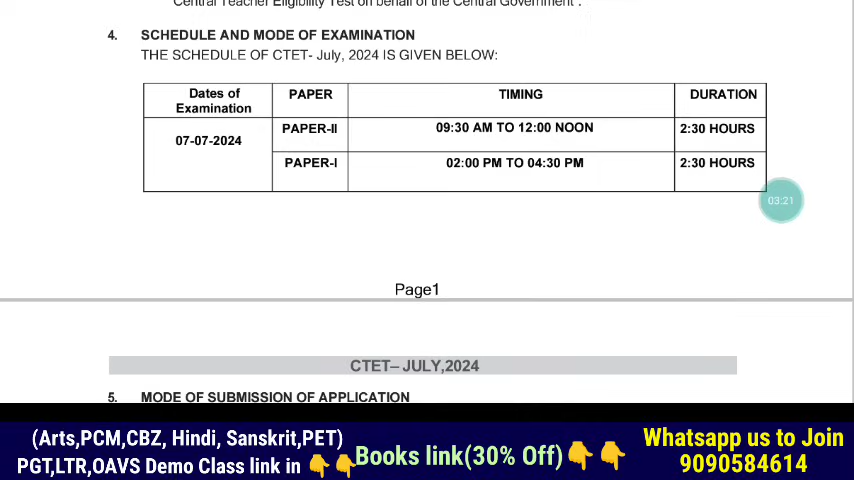 Central Teacher Eligibility Test on behalf of the Central Government".
4. SCHEDULE AND MODE OF EXAMINATION
THE SCHEDULE OF CTET- July, 2024 IS GIVEN BELOW:
Dates of Examination PAPER TIMING DURATION
07-07-2024 PAPER-II 09:30 AM TO 12:00 NOON 2:30 HOURS
PAPER-I 02:00 PM TO 04:30 PM 2:30 HOURS
03:21
Page1
CTET– JULY,2024
5. MODE OF SUBMISSION OF APPLICATION
(Arts,PCM,CBZ, Hindi, Sanskrit,PET)
PGT,LTR,OAVS Demo Class link in 👇👇
Books link(30% Off)👇👇
Whatsapp us to Join
9090584614